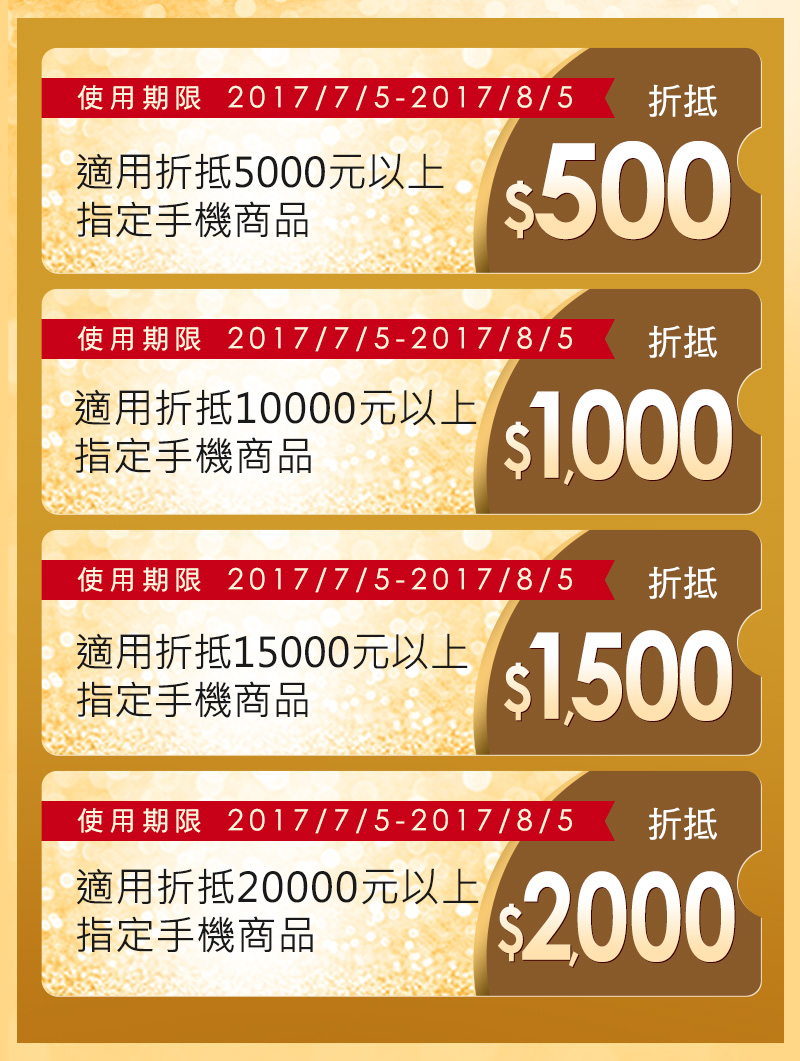 使用期限 2017/7/5-2017/8/5
折抵
適用折抵5000元以上
指定手機商品
$500
使用期限 2017/7/5-2017/8/5
折抵
適用折抵10000元以上
指定手機商品
$1,000
使用期限 2017/7/5-2017/8/5
折抵
適用折抵15000元以上
指定手機商品
$1,500
使用期限 2017/7/5-2017/8/5
折抵
適用折抵20000元以上
指定手機商品
$2,000